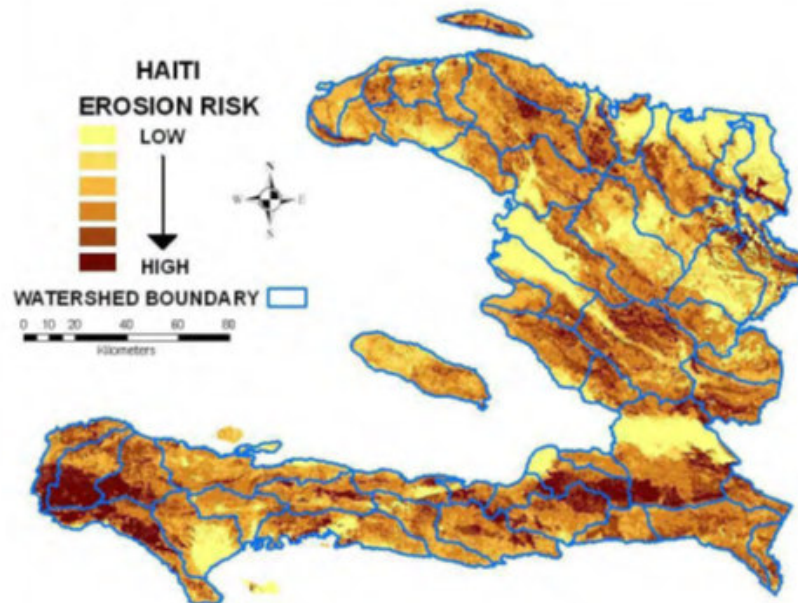 HAITI
EROSION RISK
LOW
HIGH
N
W E
S
WATERSHED BOUNDARY
0 10 20 40 60 80
Kilometers